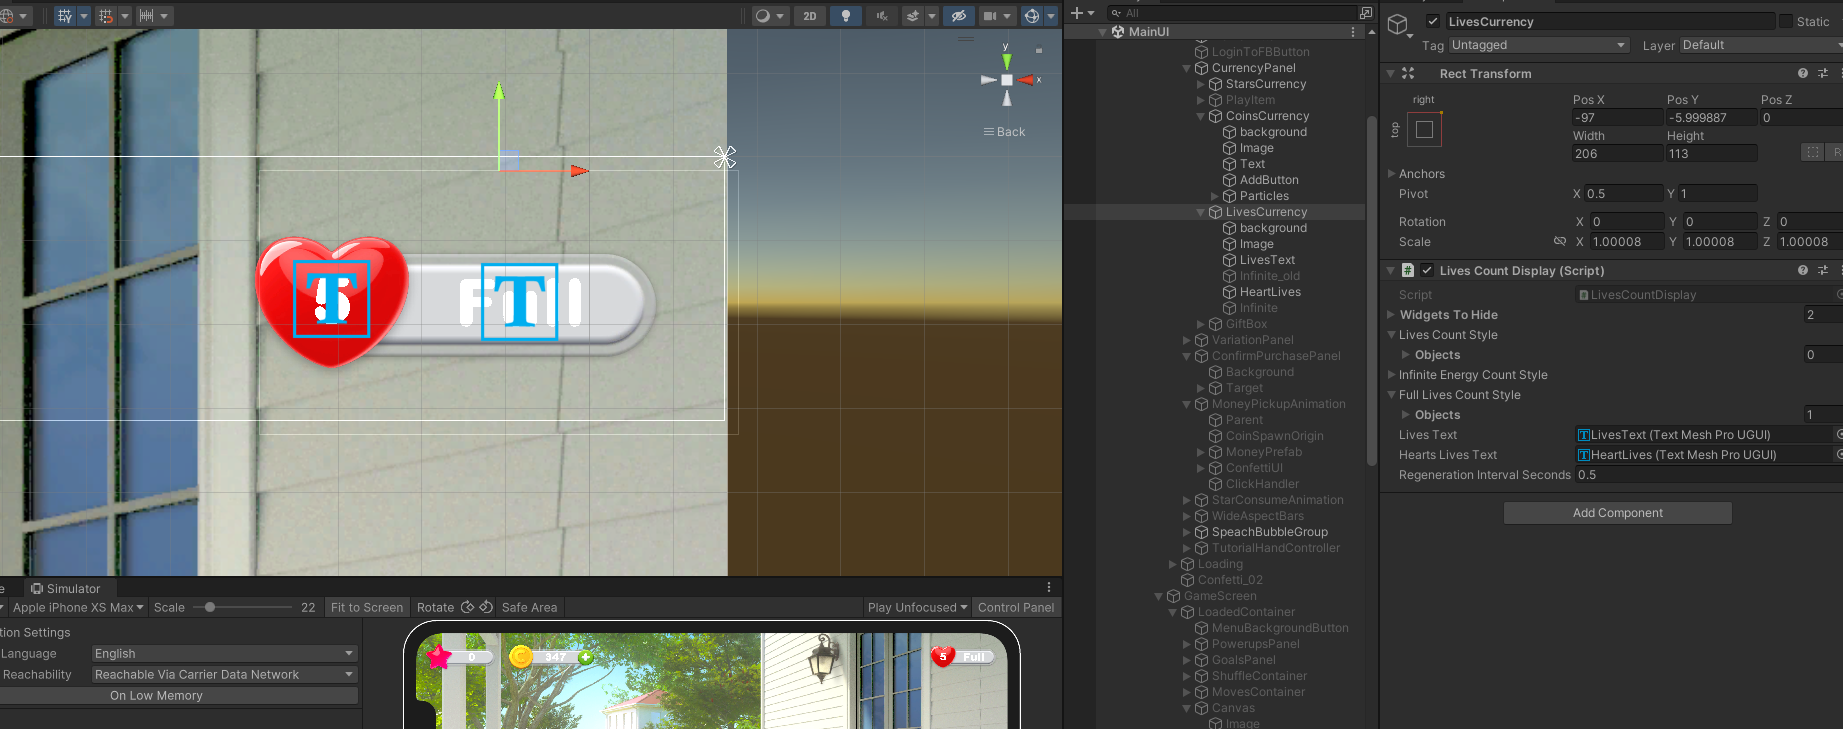 2D
All
MainUI
LoginToFBButton
CurrencyPanel
StarsCurrency
PlayItem
CoinsCurrency
background
Image
Text
AddButton
Particles
LivesCurrency
background
Image
LivesText
Infinite_old
HeartLives
Infinite
GiftBox
VariationPanel
ConfirmPurchasePanel
Background
Target
MoneyPickupAnimation
Parent
CoinSpawnOrigin
MoneyPrefab
ConfettiUI
ClickHandler
StarConsumeAnimation
WideAspectBars
SpeachBubbleGroup
TutorialHandController
Loading
Confetti_02
GameScreen
LoadedContainer
MenuBackgroundButton
PowerupsPanel
GoalsPanel
ShuffleContainer
MovesContainer
Canvas
Image
y
x
Back
5 Full
T T
Simulator
Apple iPhone XS Max Scale 22 Fit to Screen Rotate Safe Area Play Unfocused Control Panel
tion Settings
Language English
Reachability Reachable Via Carrier Data Network
On Low Memory
0 347 5 Full
LivesCurrency Static
Tag Untagged Layer Default
Rect Transform
right
top
Pos X Pos Y Pos Z
-97 -5.999887 0
Width Height
206 113
R
Anchors
Pivot X 0.5 Y 1
Rotation X 0 Y 0 Z 0
Scale X 1.00008 Y 1.00008 Z 1.00008
# Lives Count Display (Script)
Script LivesCountDisplay
Widgets To Hide 2
Lives Count Style
Objects 0
Infinite Energy Count Style
Full Lives Count Style
Objects 1
Lives Text LivesText (Text Mesh Pro UGUI)
Hearts Lives Text HeartLives (Text Mesh Pro UGUI)
Regeneration Interval Seconds 0.5
Add Component